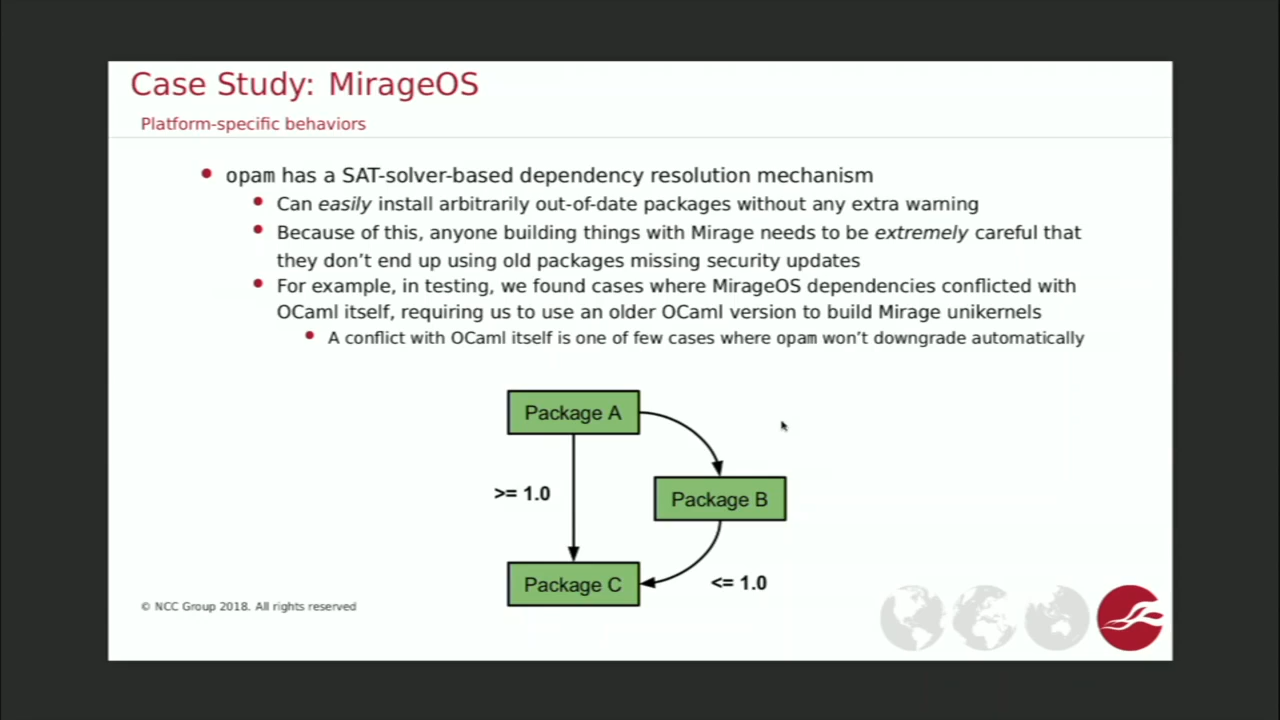 Case Study: MirageOS
Platform-specific behaviors
opam has a SAT-solver-based dependency resolution mechanism
Can easily install arbitrarily out-of-date packages without any extra warning
Because of this, anyone building things with Mirage needs to be extremely careful that
they don’t end up using old packages missing security updates
For example, in testing, we found cases where MirageOS dependencies conflicted with
OCaml itself, requiring us to use an older OCaml version to build Mirage unikernels
A conflict with OCaml itself is one of few cases where opam won’t downgrade automatically
Package A
>= 1.0
Package B
Package C
<= 1.0
© NCC Group 2018. All rights reserved